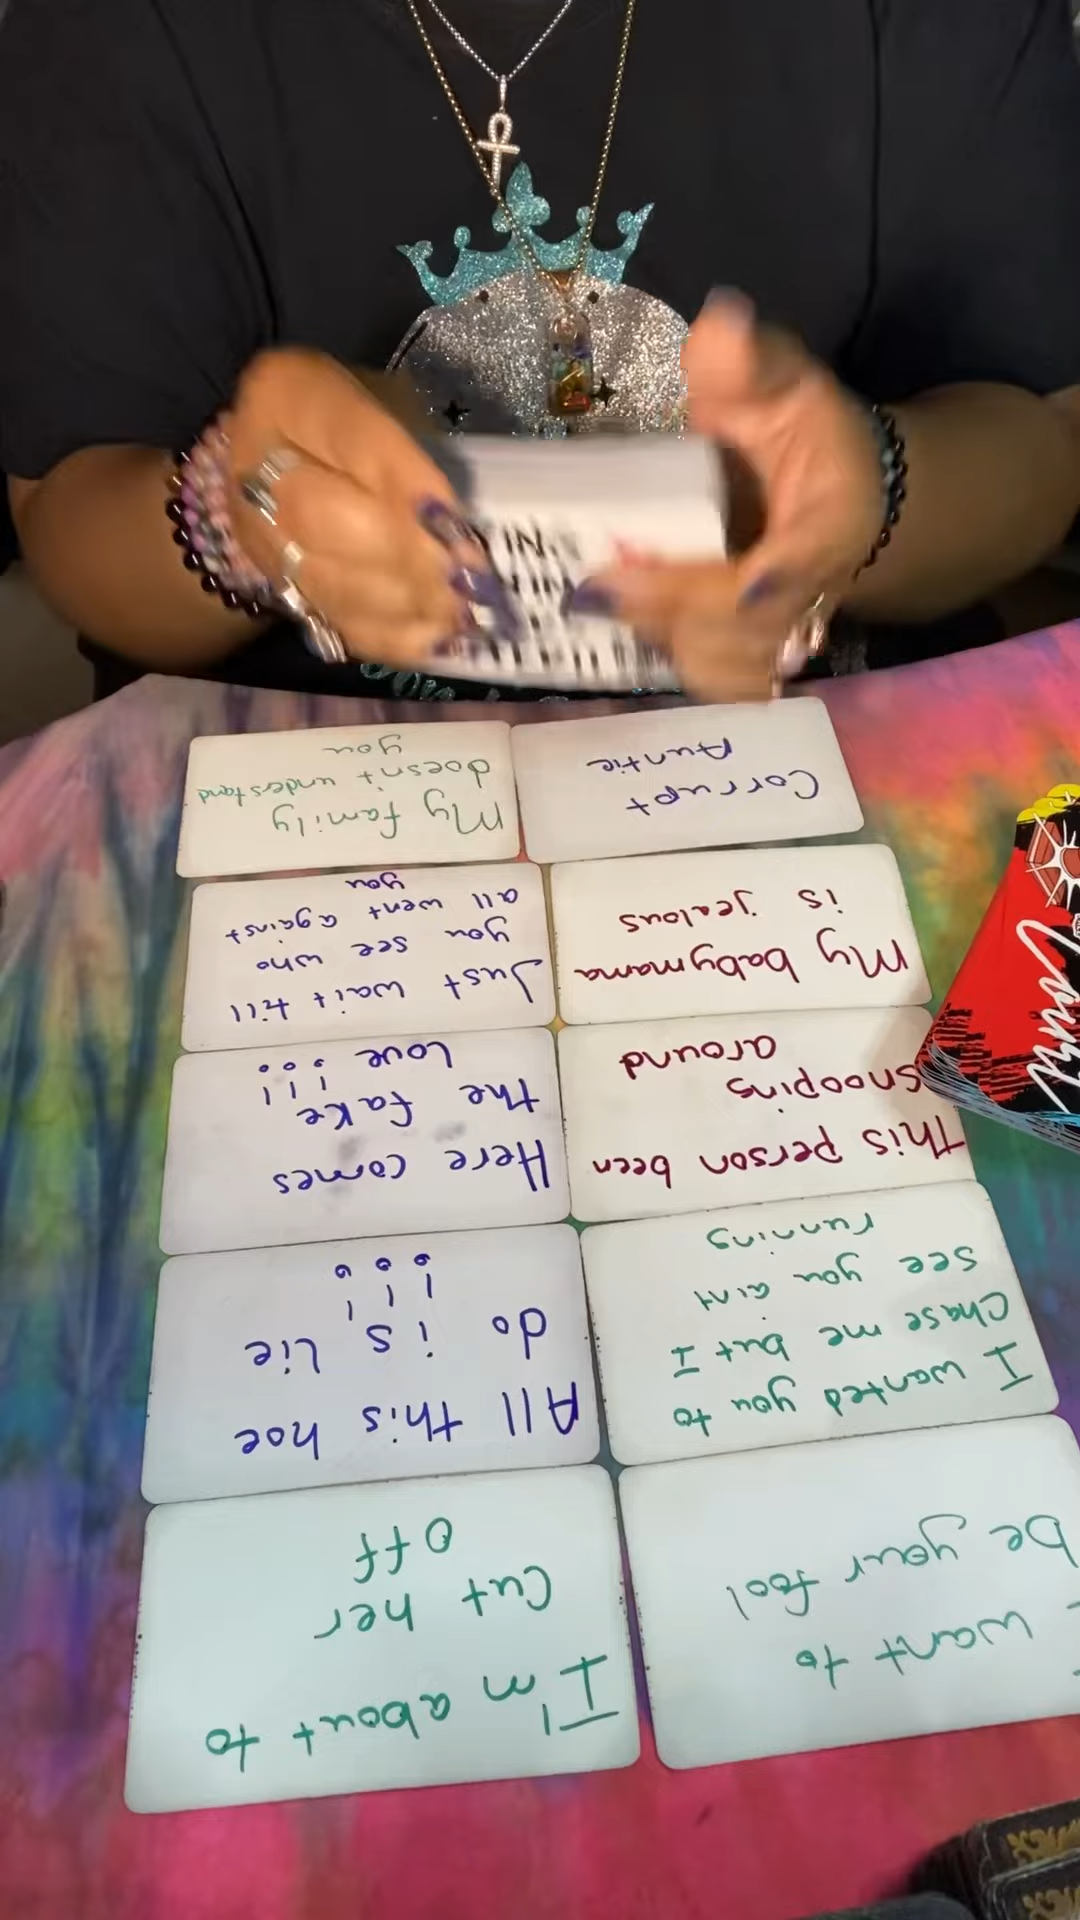 My family
doesn't understand
you
Corrupt
Auntie
Just wait till
you see who
all went against
you
My babymama
is jealous
Here comes
the fake
Love !!!
This person been
snooping
around
All this hoe
do is Lie
!!!
I wanted you to
Chase me but I
see you aint
running
I'm about to
Cut her
Off
want to
be your fool